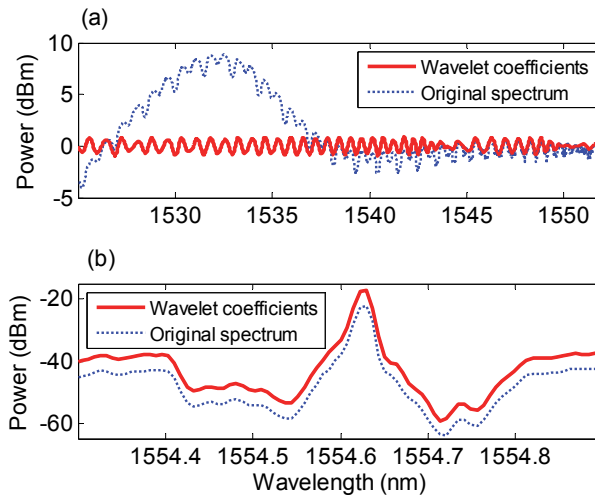 (a)
10
5
0
-5
Power (dBm)
Wavelet coefficients
Original spectrum
1530
1535
1540
1545
1550
(b)
-20
-40
-60
Power (dBm)
Wavelet coefficients
Original spectrum
1554.4
1554.5
1554.6
1554.7
1554.8
Wavelength (nm)